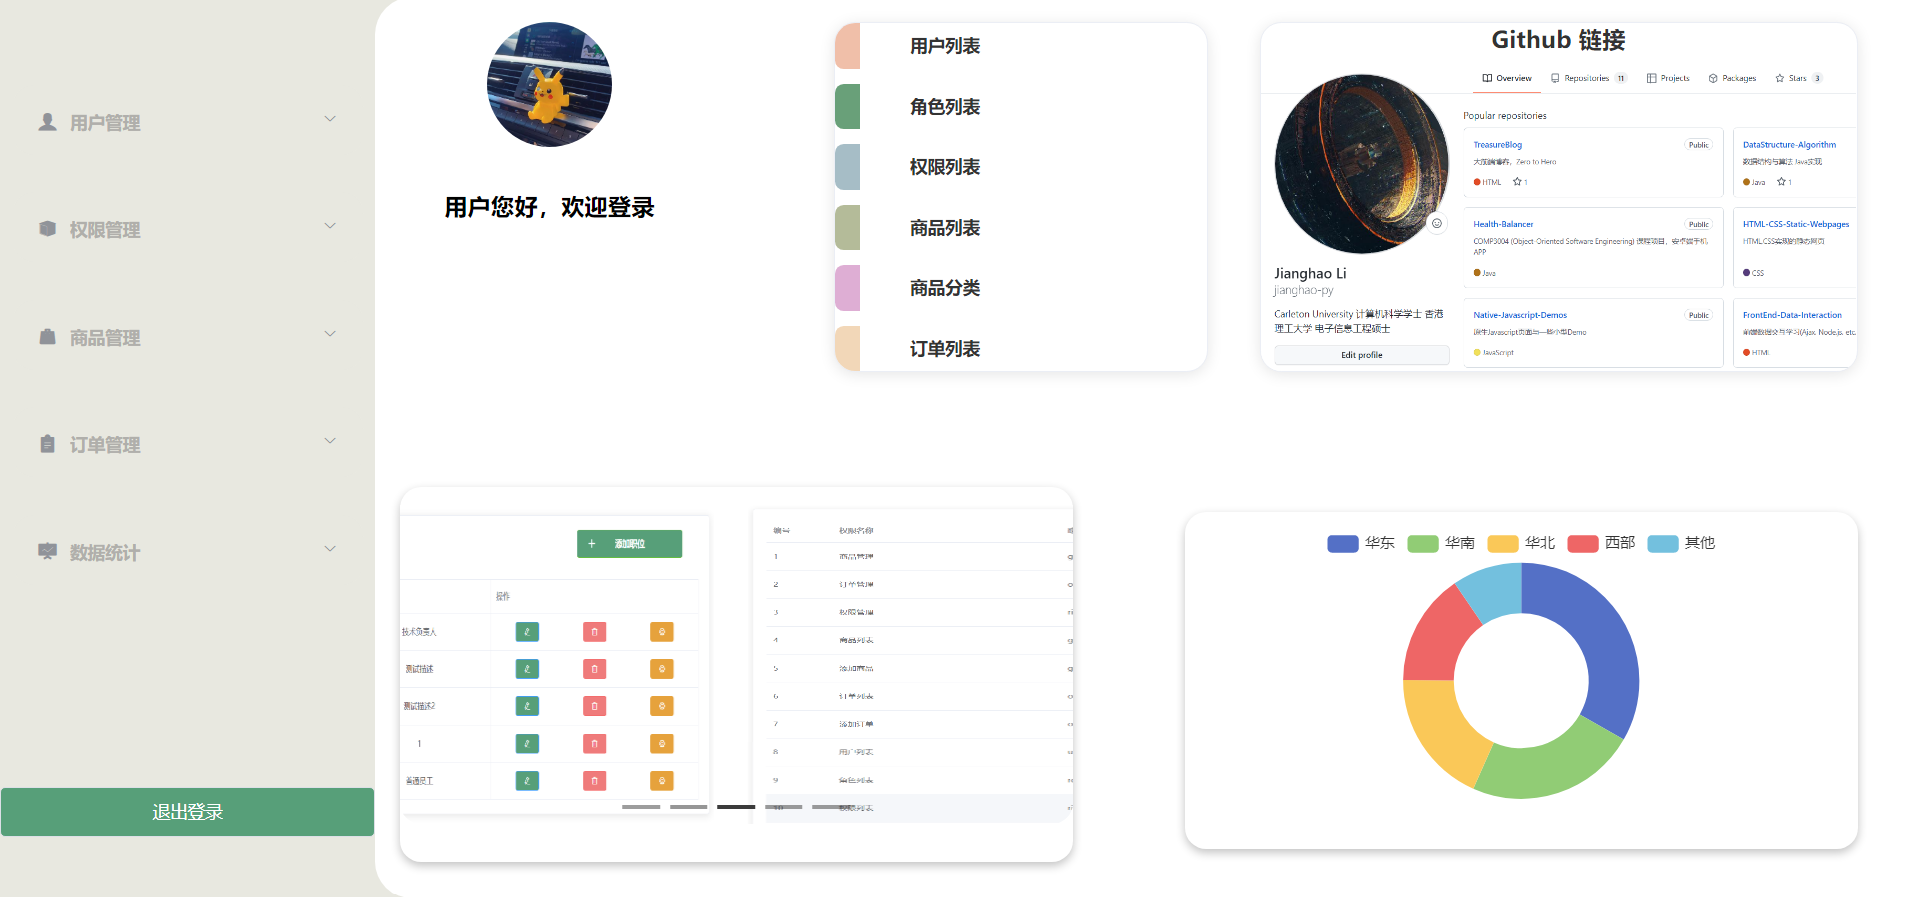 用户管理
权限管理
商品管理
订单管理
数据统计
退出登录
用户您好，欢迎登录
用户列表
角色列表
权限列表
商品列表
商品分类
订单列表
Github 链接
Overview Repositories 11 Projects Packages Stars 3
Popular repositories
TreasureBlog Public
大前端博客，Zero to Hero
HTML 1
DataStructure-Algorithm
数据结构与算法 Java实现
Java 1
Health-Balancer Public
COMP3004 (Object-Oriented Software Engineering) 课程项目，安卓端手机
APP
Java
HTML-CSS-Static-Webpages
HTML CSS实现的静态网页
CSS
Native-Javascript-Demos Public
原生Javascript页面与一些小型Demo
JavaScript
FrontEnd-Data-Interaction
前端数据交互学习(Ajax, Node.js, etc.
HTML
Jianghao Li
jianghao-py
Carleton University 计算机科学学士 香港
理工大学 电子信息工程硕士
Edit profile
+ 添加职位
操作
技术负责人
测试描述
测试描述2
1
普通员工
编号 权限名称
1 商品管理
2 订单管理
3 权限管理
4 商品列表
5 添加商品
6 订单列表
7 添加订单
8 用户列表
9 角色列表
10 权限列表
华东 华南 华北 西部 其他